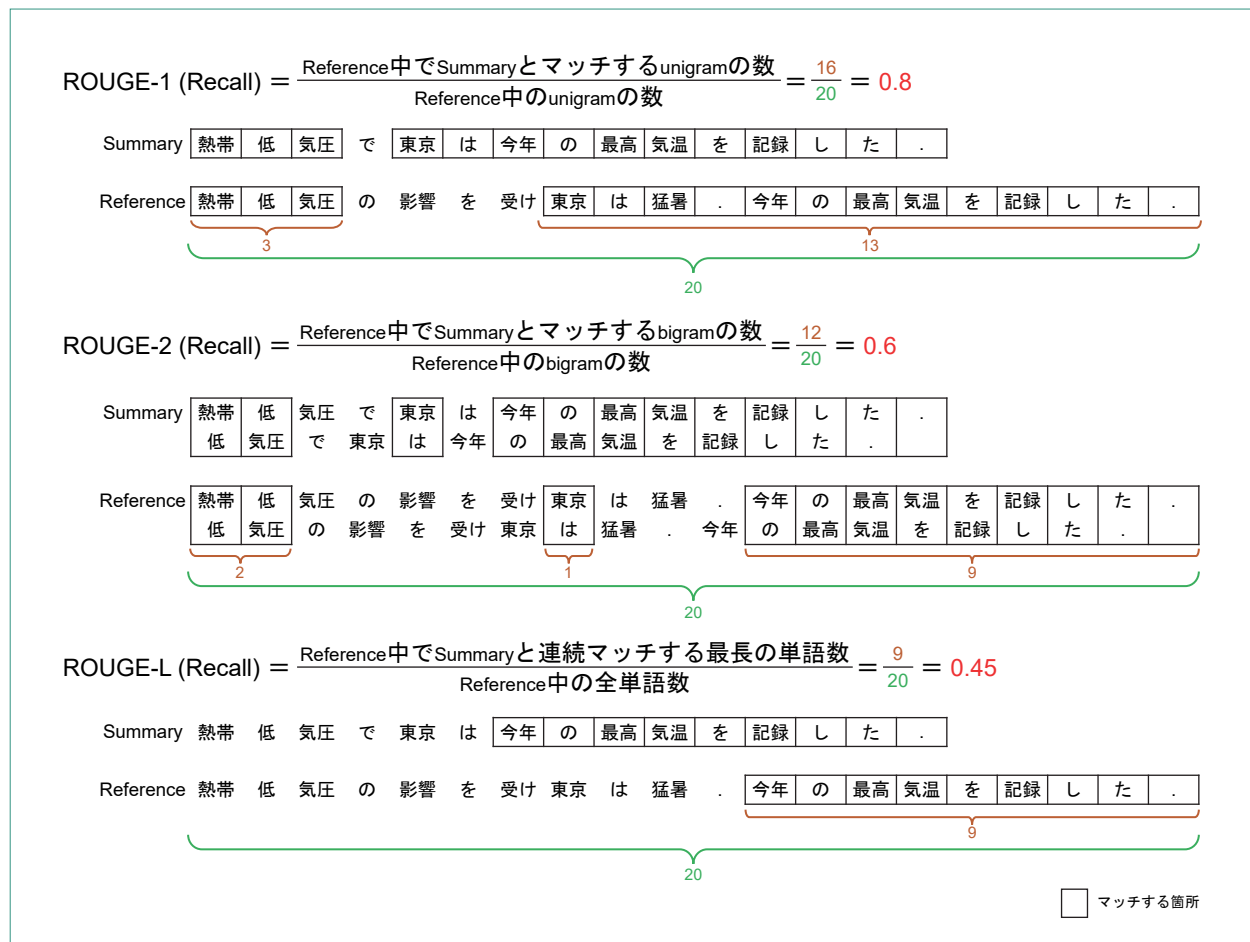 ROUGE-1 (Recall) = Reference中でSummaryとマッチするunigramの数 / Reference中のunigramの数 = 16 / 20 = 0.8
Summary 熱帯 低 気圧 で 東京 は 今年 の 最高 気温 を 記録 し た .
Reference 熱帯 低 気圧 の 影響 を 受け 東京 は 猛暑 . 今年 の 最高 気温 を 記録 し た .
3 13
20
ROUGE-2 (Recall) = Reference中でSummaryとマッチするbigramの数 / Reference中のbigramの数 = 12 / 20 = 0.6
Summary 熱帯 低 気圧 で 東京 は 今年 の 最高 気温 を 記録 し た .
低 気圧 で 東京 は 今年 の 最高 気温 を 記録 し た .
Reference 熱帯 低 気圧 の 影響 を 受け 東京 は 猛暑 . 今年 の 最高 気温 を 記録 し た .
低 気圧 の 影響 を 受け 東京 は 猛暑 . 今年 の 最高 気温 を 記録 し た .
2 1 9
20
ROUGE-L (Recall) = Reference中でSummaryと連続マッチする最長の単語数 / Reference中の全単語数 = 9 / 20 = 0.45
Summary 熱帯 低 気圧 で 東京 は 今年 の 最高 気温 を 記録 し た .
Reference 熱帯 低 気圧 の 影響 を 受け 東京 は 猛暑 . 今年 の 最高 気温 を 記録 し た .
9
20
マッチする箇所